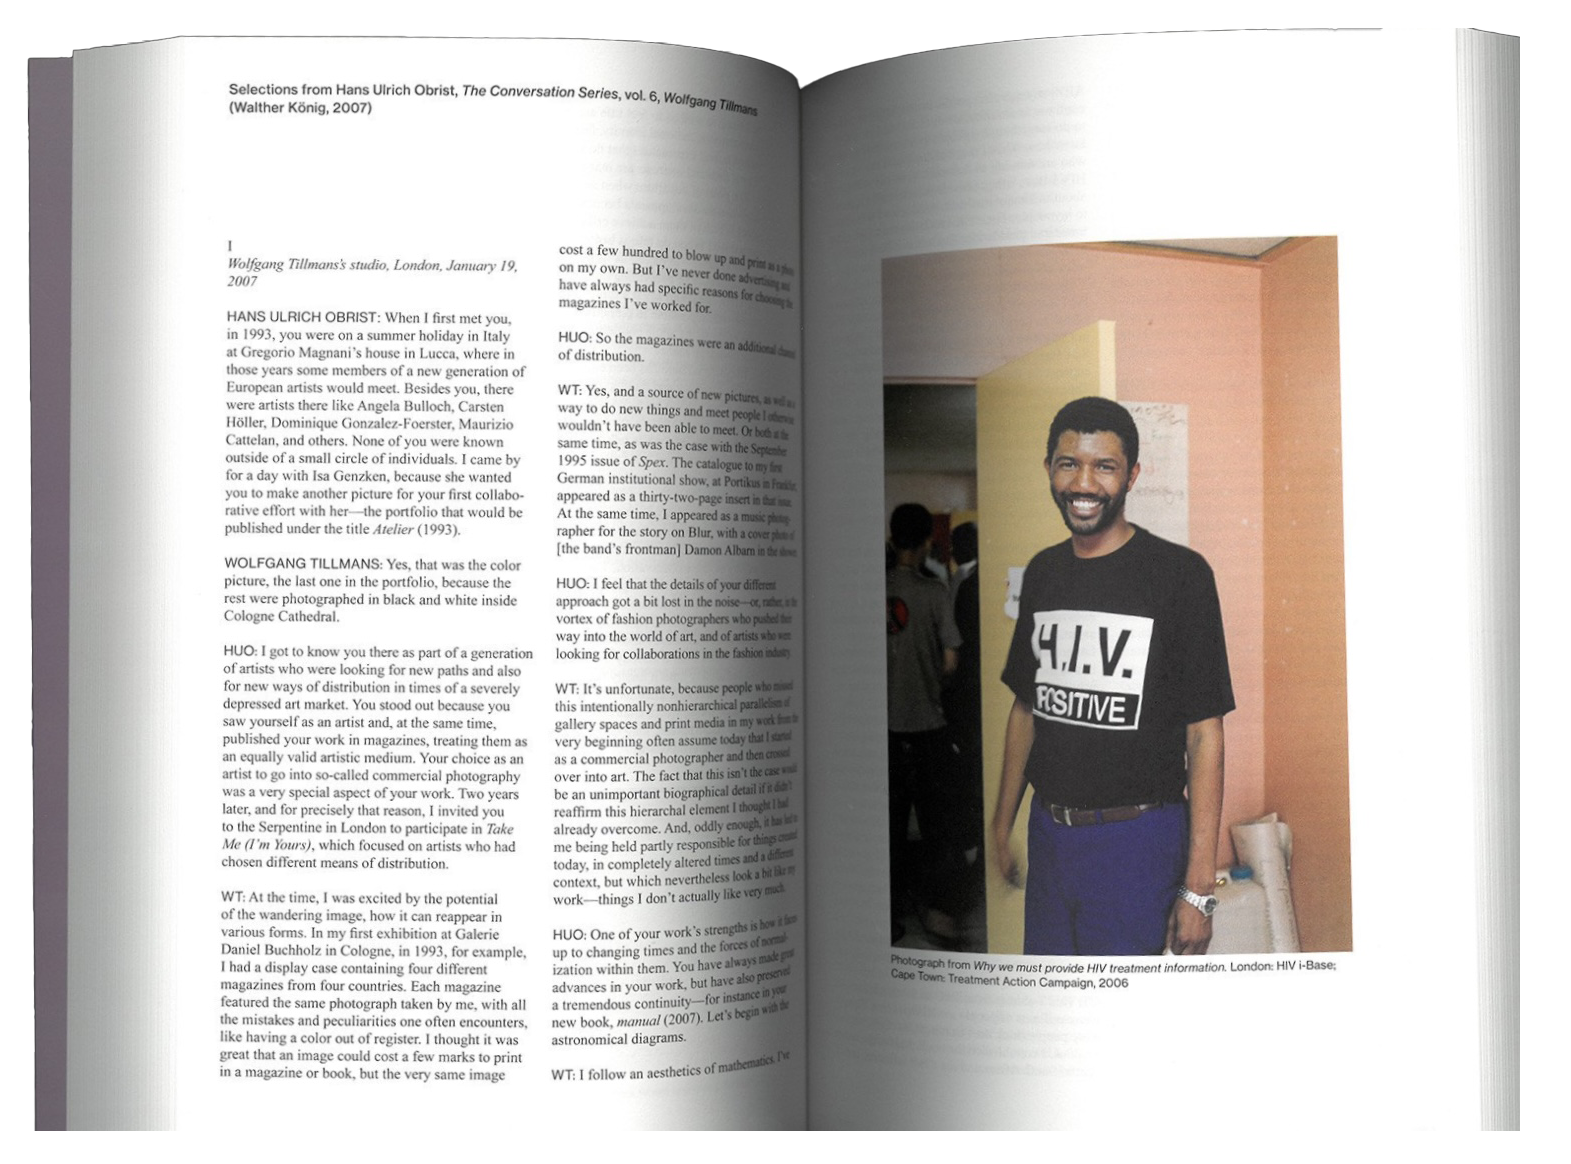 Selections from Hans Ulrich Obrist, The Conversation Series, vol. 6, Wolfgang Tillmans
(Walther König, 2007)
I
Wolfgang Tillmans's studio, London, January 19,
2007
HANS ULRICH OBRIST: When I first met you,
in 1993, you were on a summer holiday in Italy
at Gregorio Magnani's house in Lucca, where in
those years some members of a new generation of
European artists would meet. Besides you, there
were artists there like Angela Bulloch, Carsten
Höller, Dominique Gonzalez-Foerster, Maurizio
Cattelan, and others. None of you were known
outside of a small circle of individuals. I came by
for a day with Isa Genzken, because she wanted
you to make another picture for your first collabo-
rative effort with her—the portfolio that would be
published under the title Atelier (1993).
WOLFGANG TILLMANS: Yes, that was the color
picture, the last one in the portfolio, because the
rest were photographed in black and white inside
Cologne Cathedral.
HUO: I got to know you there as part of a generation
of artists who were looking for new paths and also
for new ways of distribution in times of a severely
depressed art market. You stood out because you
saw yourself as an artist and, at the same time,
published your work in magazines, treating them as
an equally valid artistic medium. Your choice as an
artist to go into so-called commercial photography
was a very special aspect of your work. Two years
later, and for precisely that reason, I invited you
to the Serpentine in London to participate in Take
Me (I'm Yours), which focused on artists who had
chosen different means of distribution.
WT: At the time, I was excited by the potential
of the wandering image, how it can reappear in
various forms. In my first exhibition at Galerie
Daniel Buchholz in Cologne, in 1993, for example,
I had a display case containing four different
magazines from four countries. Each magazine
featured the same photograph taken by me, with all
the mistakes and peculiarities one often encounters,
like having a color out of register. I thought it was
great that an image could cost a few marks to print
in a magazine or book, but the very same image
cost a few hundred to blow up and print as a
on my own. But I've never done advertising and
have always had specific reasons for choosing the
magazines I've worked for.
HUO: So the magazines were an additional
of distribution.
WT: Yes, and a source of new pictures, as well as a
way to do new things and meet people I otherwise
wouldn't have been able to meet. Or both at the
same time, as was the case with the September
1995 issue of Spex. The catalogue to my first
German institutional show, at Portikus in Frankfurt,
appeared as a thirty-two-page insert in that issue.
At the same time, I appeared as a music photog-
rapher for the story on Blur, with a cover photo of
[the band's frontman] Damon Albarn in the
HUO: I feel that the details of your different
approach got a bit lost in the noise—or, rather, in the
vortex of fashion photographers who pushed their
way into the world of art, and of artists who were
looking for collaborations in the fashion industry.
WT: It's unfortunate, because people who missed
this intentionally nonhierarchical parallelism of
gallery spaces and print media in my work from the
very beginning often assume today that I started
as a commercial photographer and then crossed
over into art. The fact that this isn't the case would
be an unimportant biographical detail if it didn't
reaffirm this hierarchal element I thought I had
already overcome. And, oddly enough, it has led to
me being held partly responsible for things created
today, in completely altered times and a different
context, but which nevertheless look a bit like my
work—things I don't actually like very much.
HUO: One of your work's strengths is how it faces
up to changing times and the forces of normal-
ization within them. You have always made great
advances in your work, but have also preserved
a tremendous continuity—for instance in your
new book, manual (2007). Let's begin with the
astronomical diagrams.
WT: I follow an aesthetics of mathematics. I've
H.I.V.
POSITIVE
Photograph from Why we must provide HIV treatment information. London: HIV i-Base;
Cape Town: Treatment Action Campaign, 2006